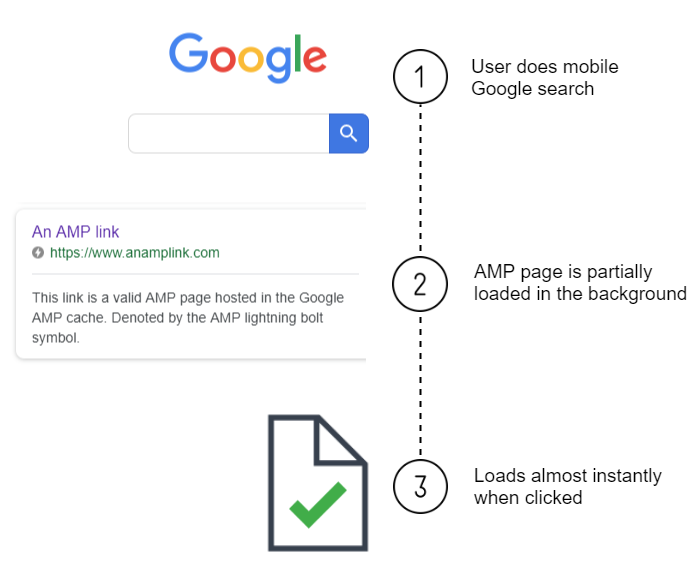 Google
1
User does mobile
Google search
An AMP link
https://www.anamplink.com
This link is a valid AMP page hosted in the Google
AMP cache. Denoted by the AMP lightning bolt
symbol.
2
AMP page is partially
loaded in the background
3
Loads almost instantly
when clicked